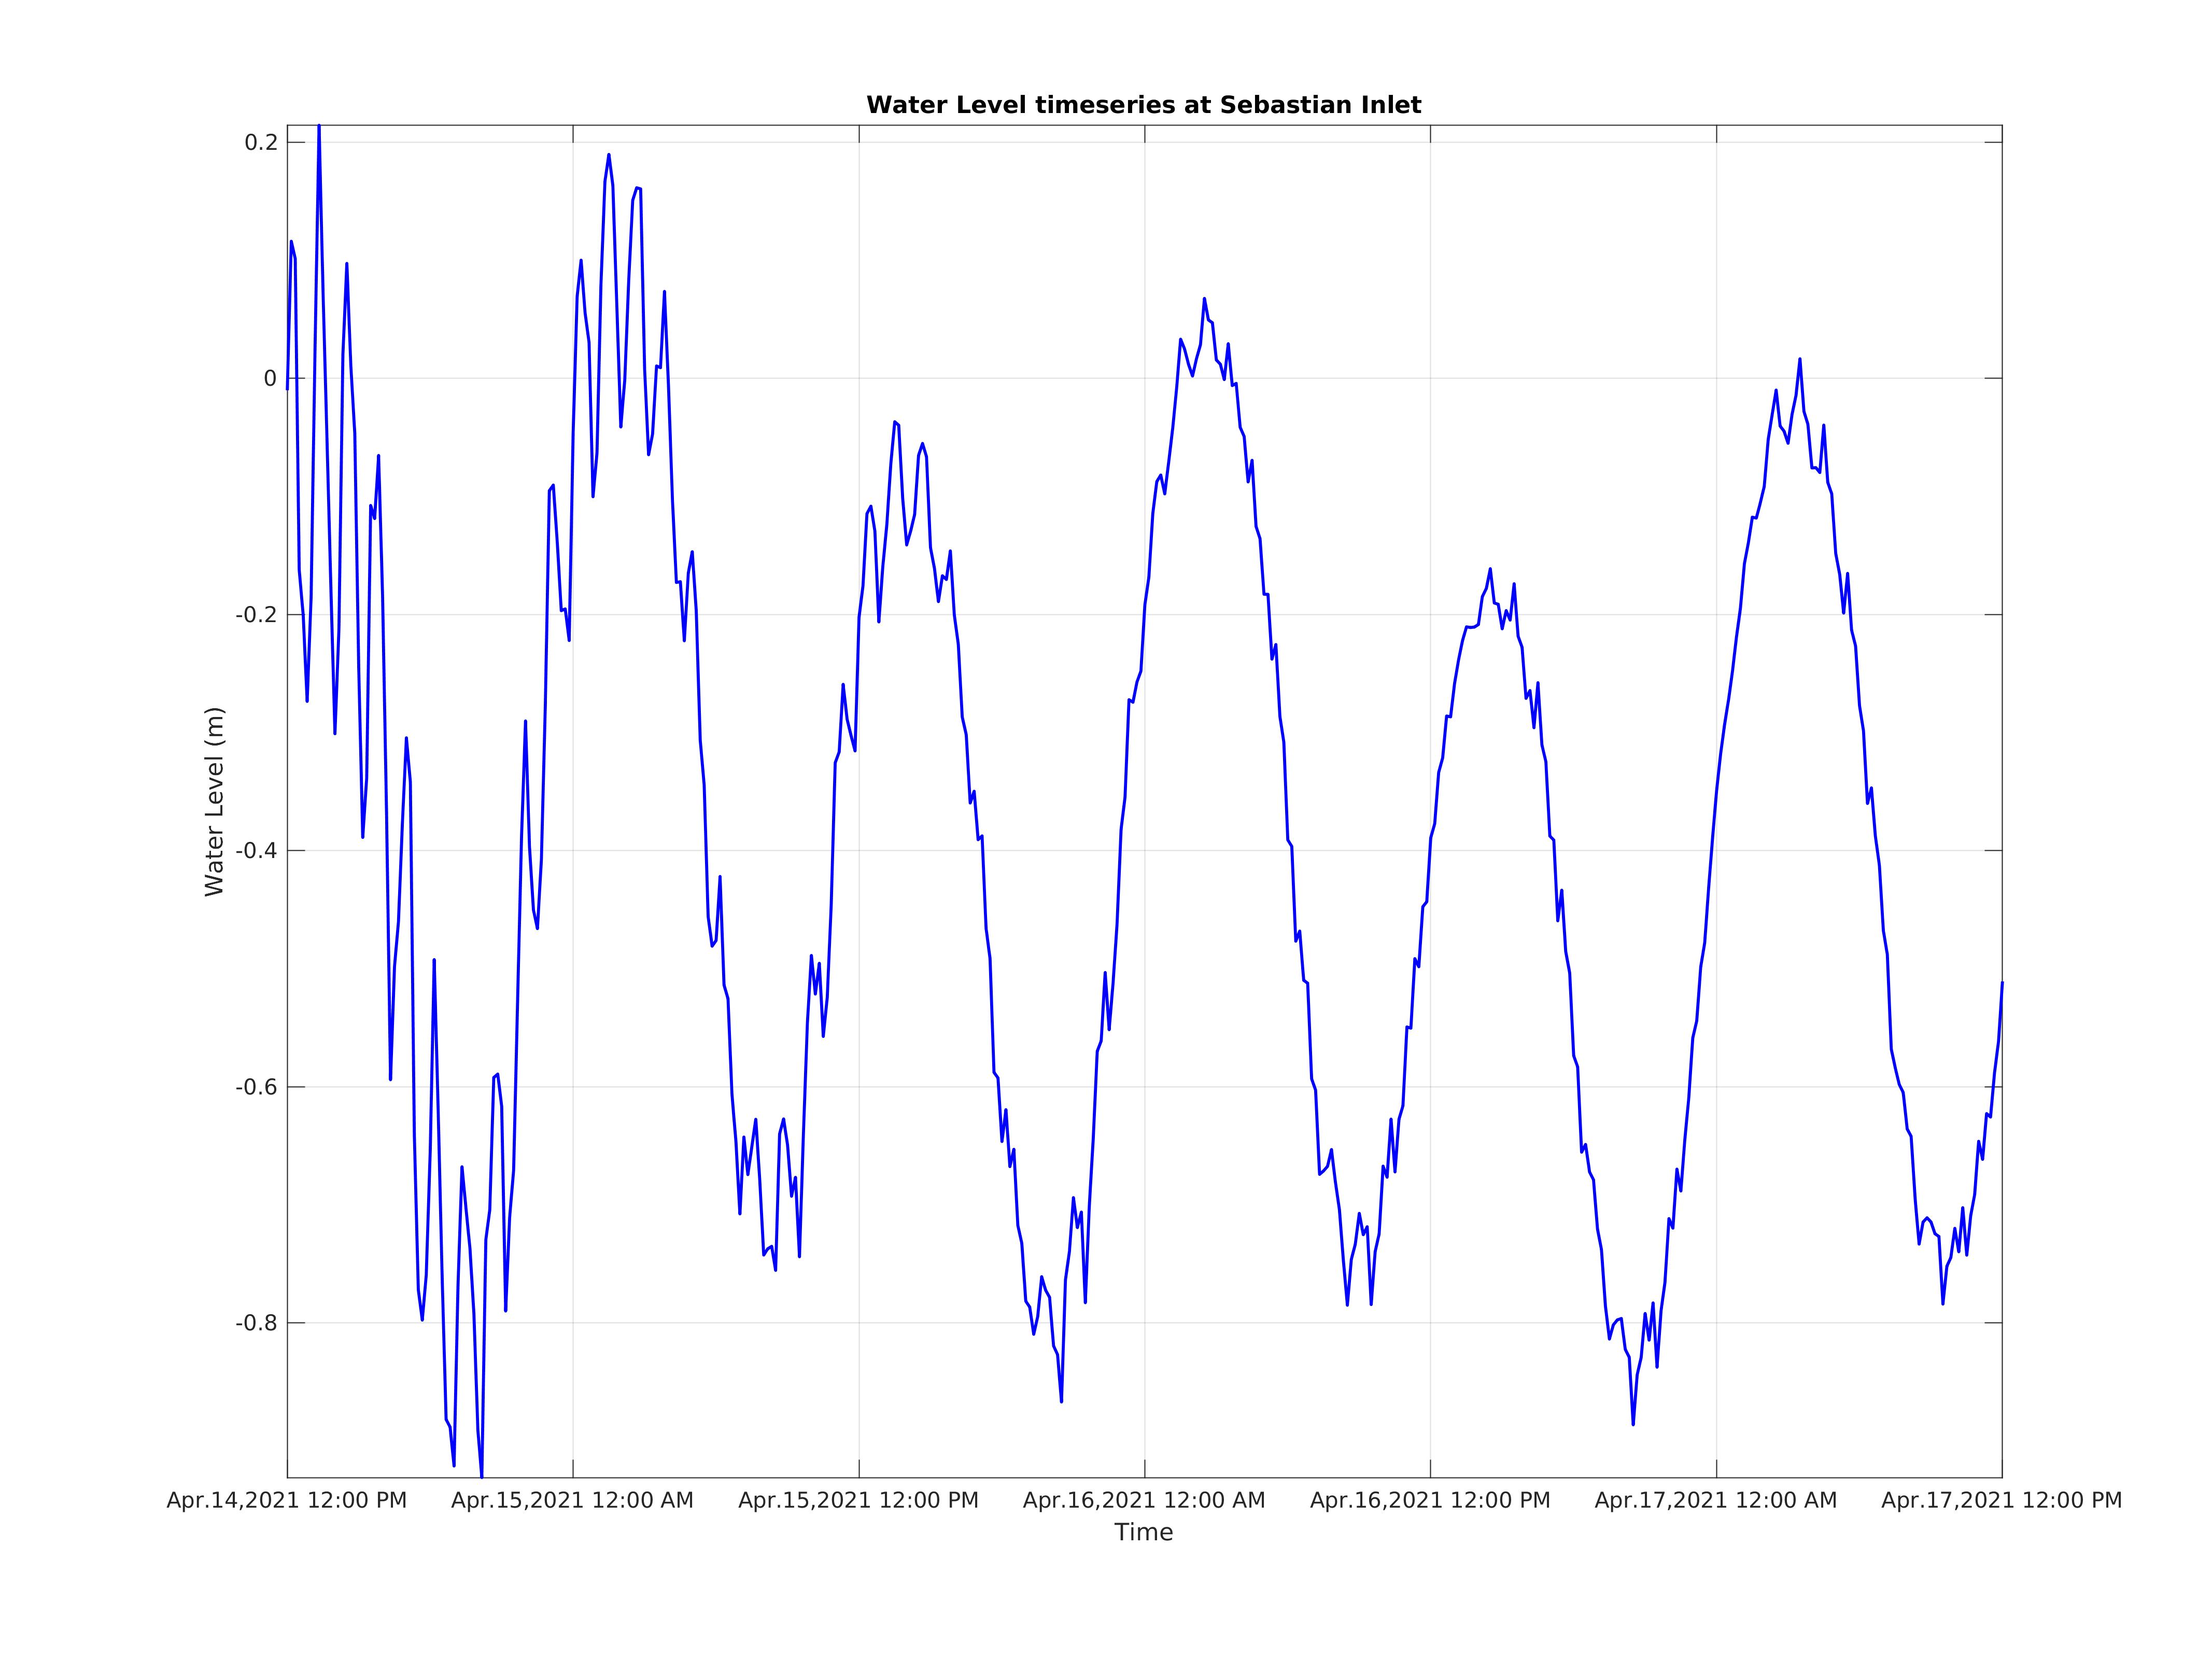 Water Level timeseries at Sebastian Inlet
0.2
0
-0.2
-0.4
-0.6
-0.8
Water Level (m)
Apr.14,2021 12:00 PM Apr.15,2021 12:00 AM Apr.15,2021 12:00 PM Apr.16,2021 12:00 AM Apr.16,2021 12:00 PM Apr.17,2021 12:00 AM Apr.17,2021 12:00 PM
Time